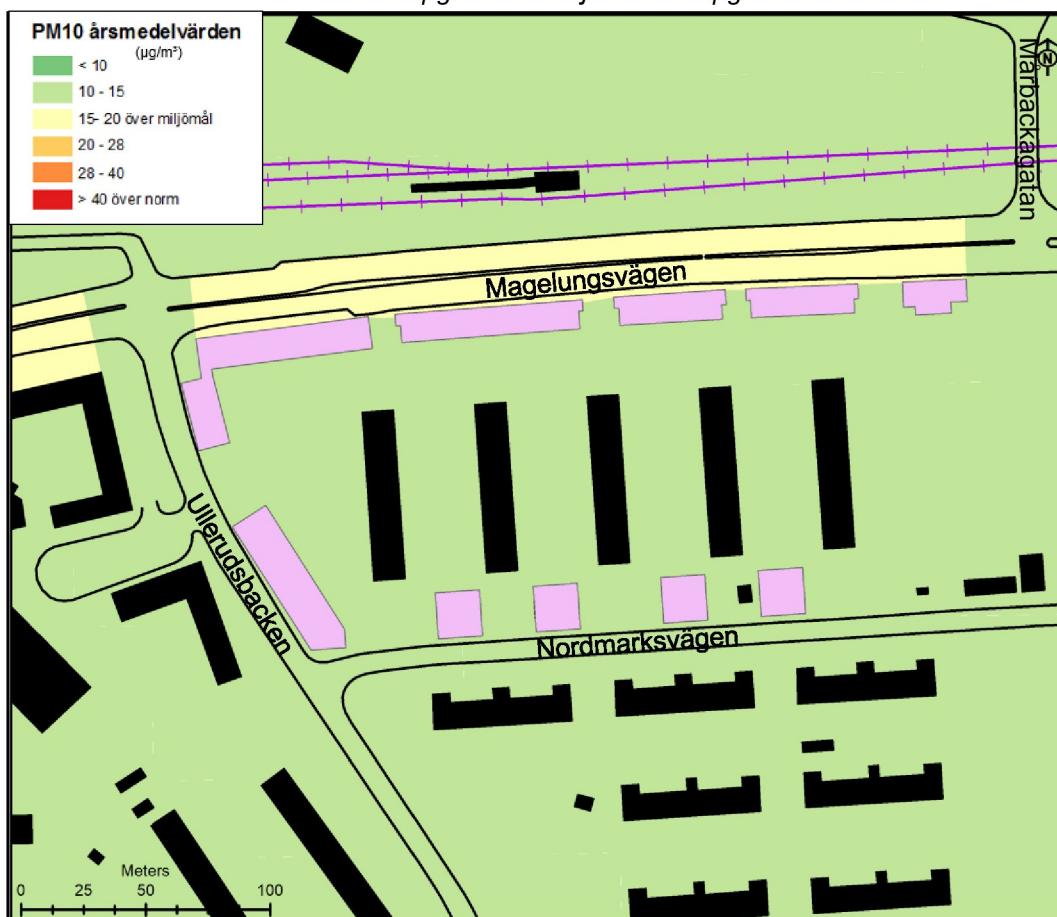 PM10 årsmedelvärden
(µg/m³)
< 10
10 - 15
15- 20 över miljömål
20 - 28
28 - 40
> 40 över norm
Mårbackagatan
N
Magelungsvägen
Ullerudsbacken
Nordmarksvägen
Meters
0 25 50 100